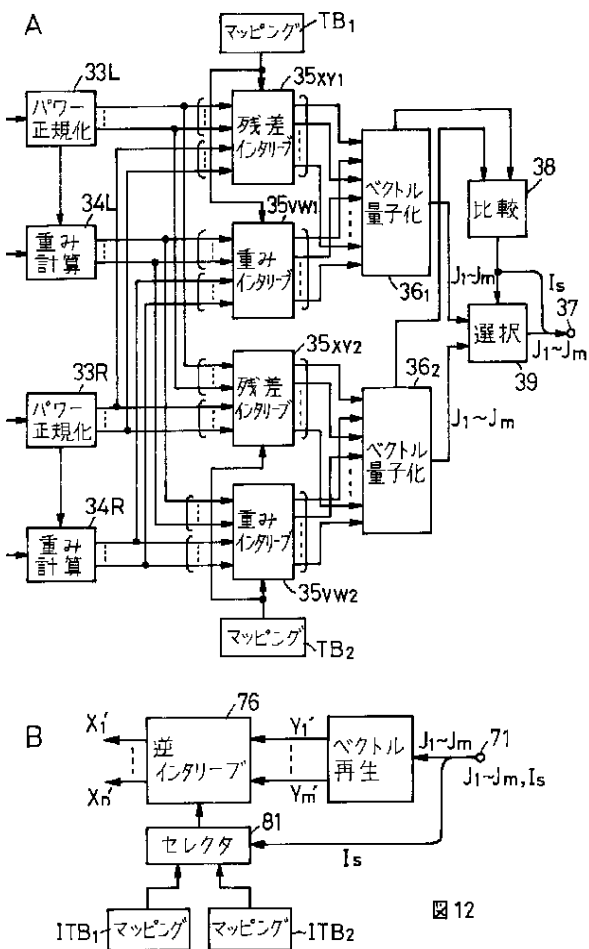 A
マッピング
TB1
33L
パワー
正規化
35XY1
残差
インタリーブ
34L
重み
計算
35VW1
重み
インタリーブ
ベクトル
量子化
361
38
比較
J1~Jm
Is
37
選択
J1~Jm
39
33R
パワー
正規化
35XY2
残差
インタリーブ
362
ベクトル
量子化
J1~Jm
34R
重み
計算
重み
インタリーブ
35VW2
マッピング
TB2
B
76
X1'
Xn'
逆
インタリーブ
Y1'
Ym'
ベクトル
再生
J1~Jm
71
J1~Jm, Is
81
セレクタ
Is
ITB1
マッピング
マッピング
~ITB2
図12